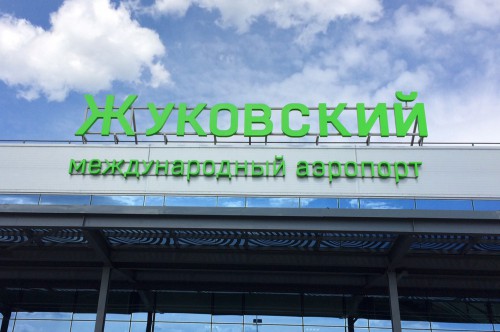 Жуковский
международный аэропорт